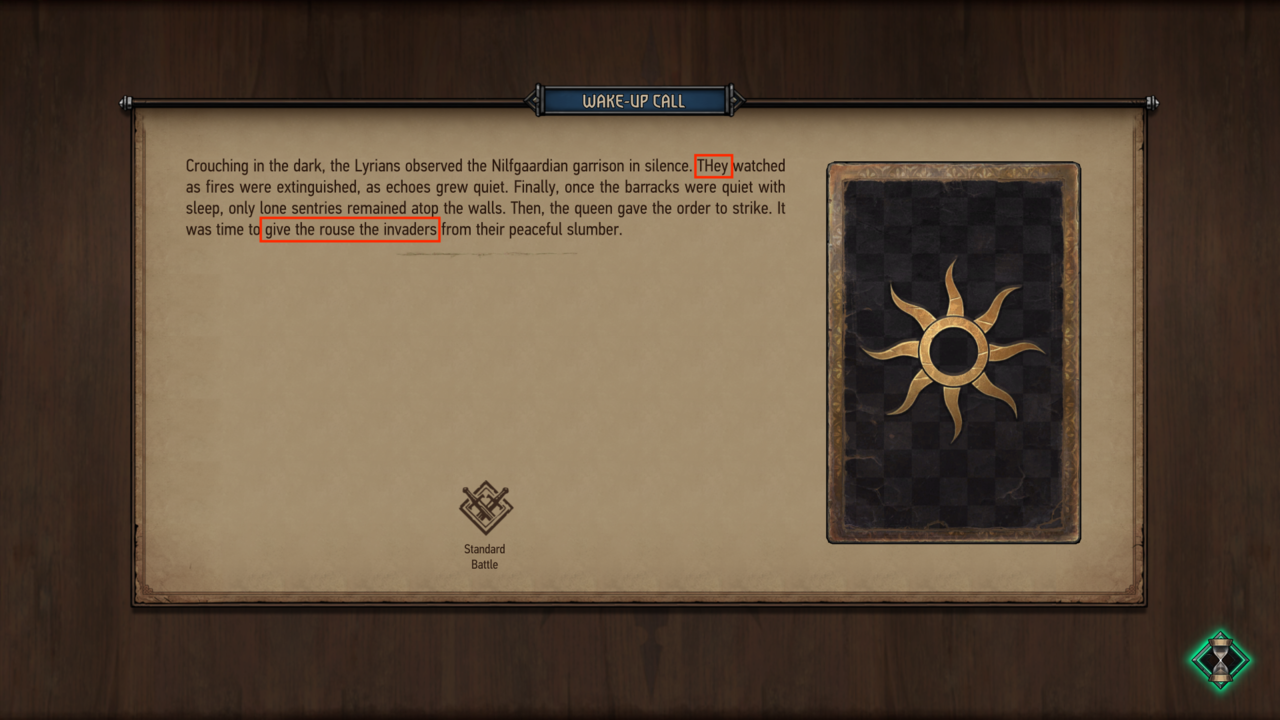 WAKE-UP CALL
Crouching in the dark, the Lyrians observed the Nilfgaardian garrison in silence. THey watched
as fires were extinguished, as echoes grew quiet. Finally, once the barracks were quiet with
sleep, only lone sentries remained atop the walls. Then, the queen gave the order to strike. It
was time to give the rouse the invaders from their peaceful slumber.
Standard
Battle